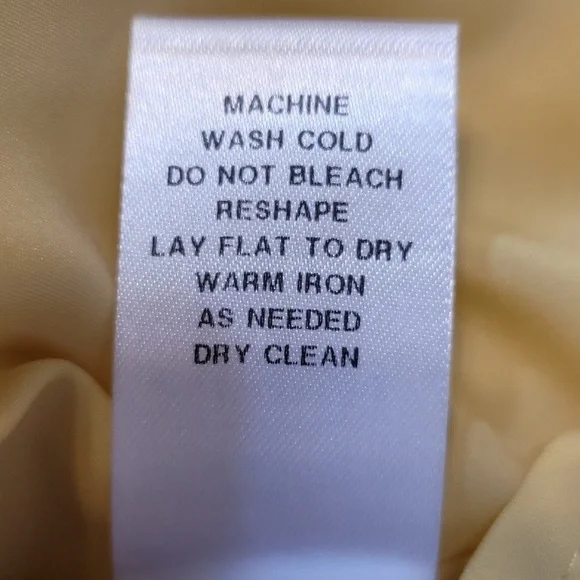 MACHINE
WASH COLD
DO NOT BLEACH
RESHAPE
LAY FLAT TO DRY
WARM IRON
AS NEEDED
DRY CLEAN